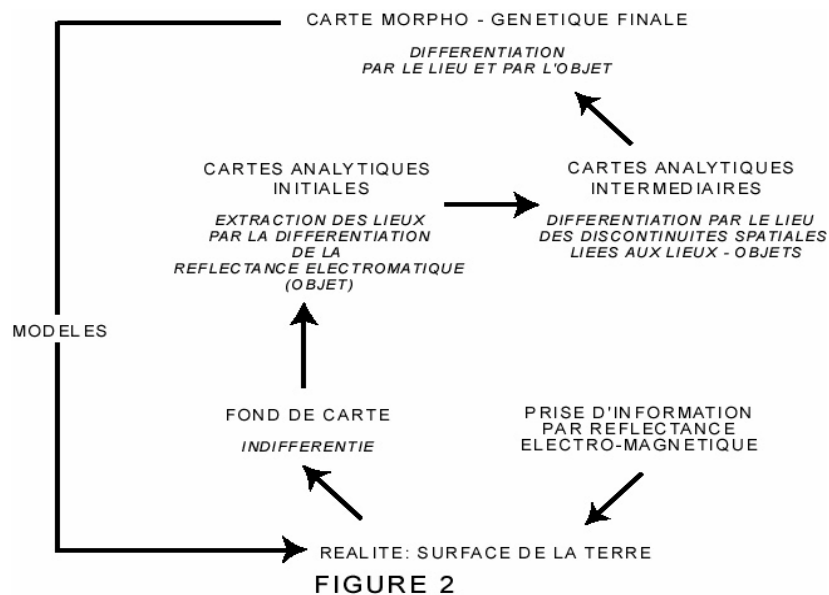 CARTE MORPHO - GENETIQUE FINALE
DIFFERENTIATION
PAR LE LIEU ET PAR L'OBJET
CARTES ANALYTIQUES
INITIALES
EXTRACTION DES LIEUX
PAR LA DIFFERENTIATION
DE LA
REFLECTANCE ELECTROMATIQUE
(OBJET)
CARTES ANALYTIQUES
INTERMEDIAIRES
DIFFERENTIATION PAR LE LIEU
DES DISCONTINUITES SPATIALES
LIEES AUX LIEUX - OBJETS
MODELES
FOND DE CARTE
INDIFFERENTIE
PRISE D'INFORMATION
PAR REFLECTANCE
ELECTRO-MAGNETIQUE
REALITE: SURFACE DE LA TERRE
FIGURE 2